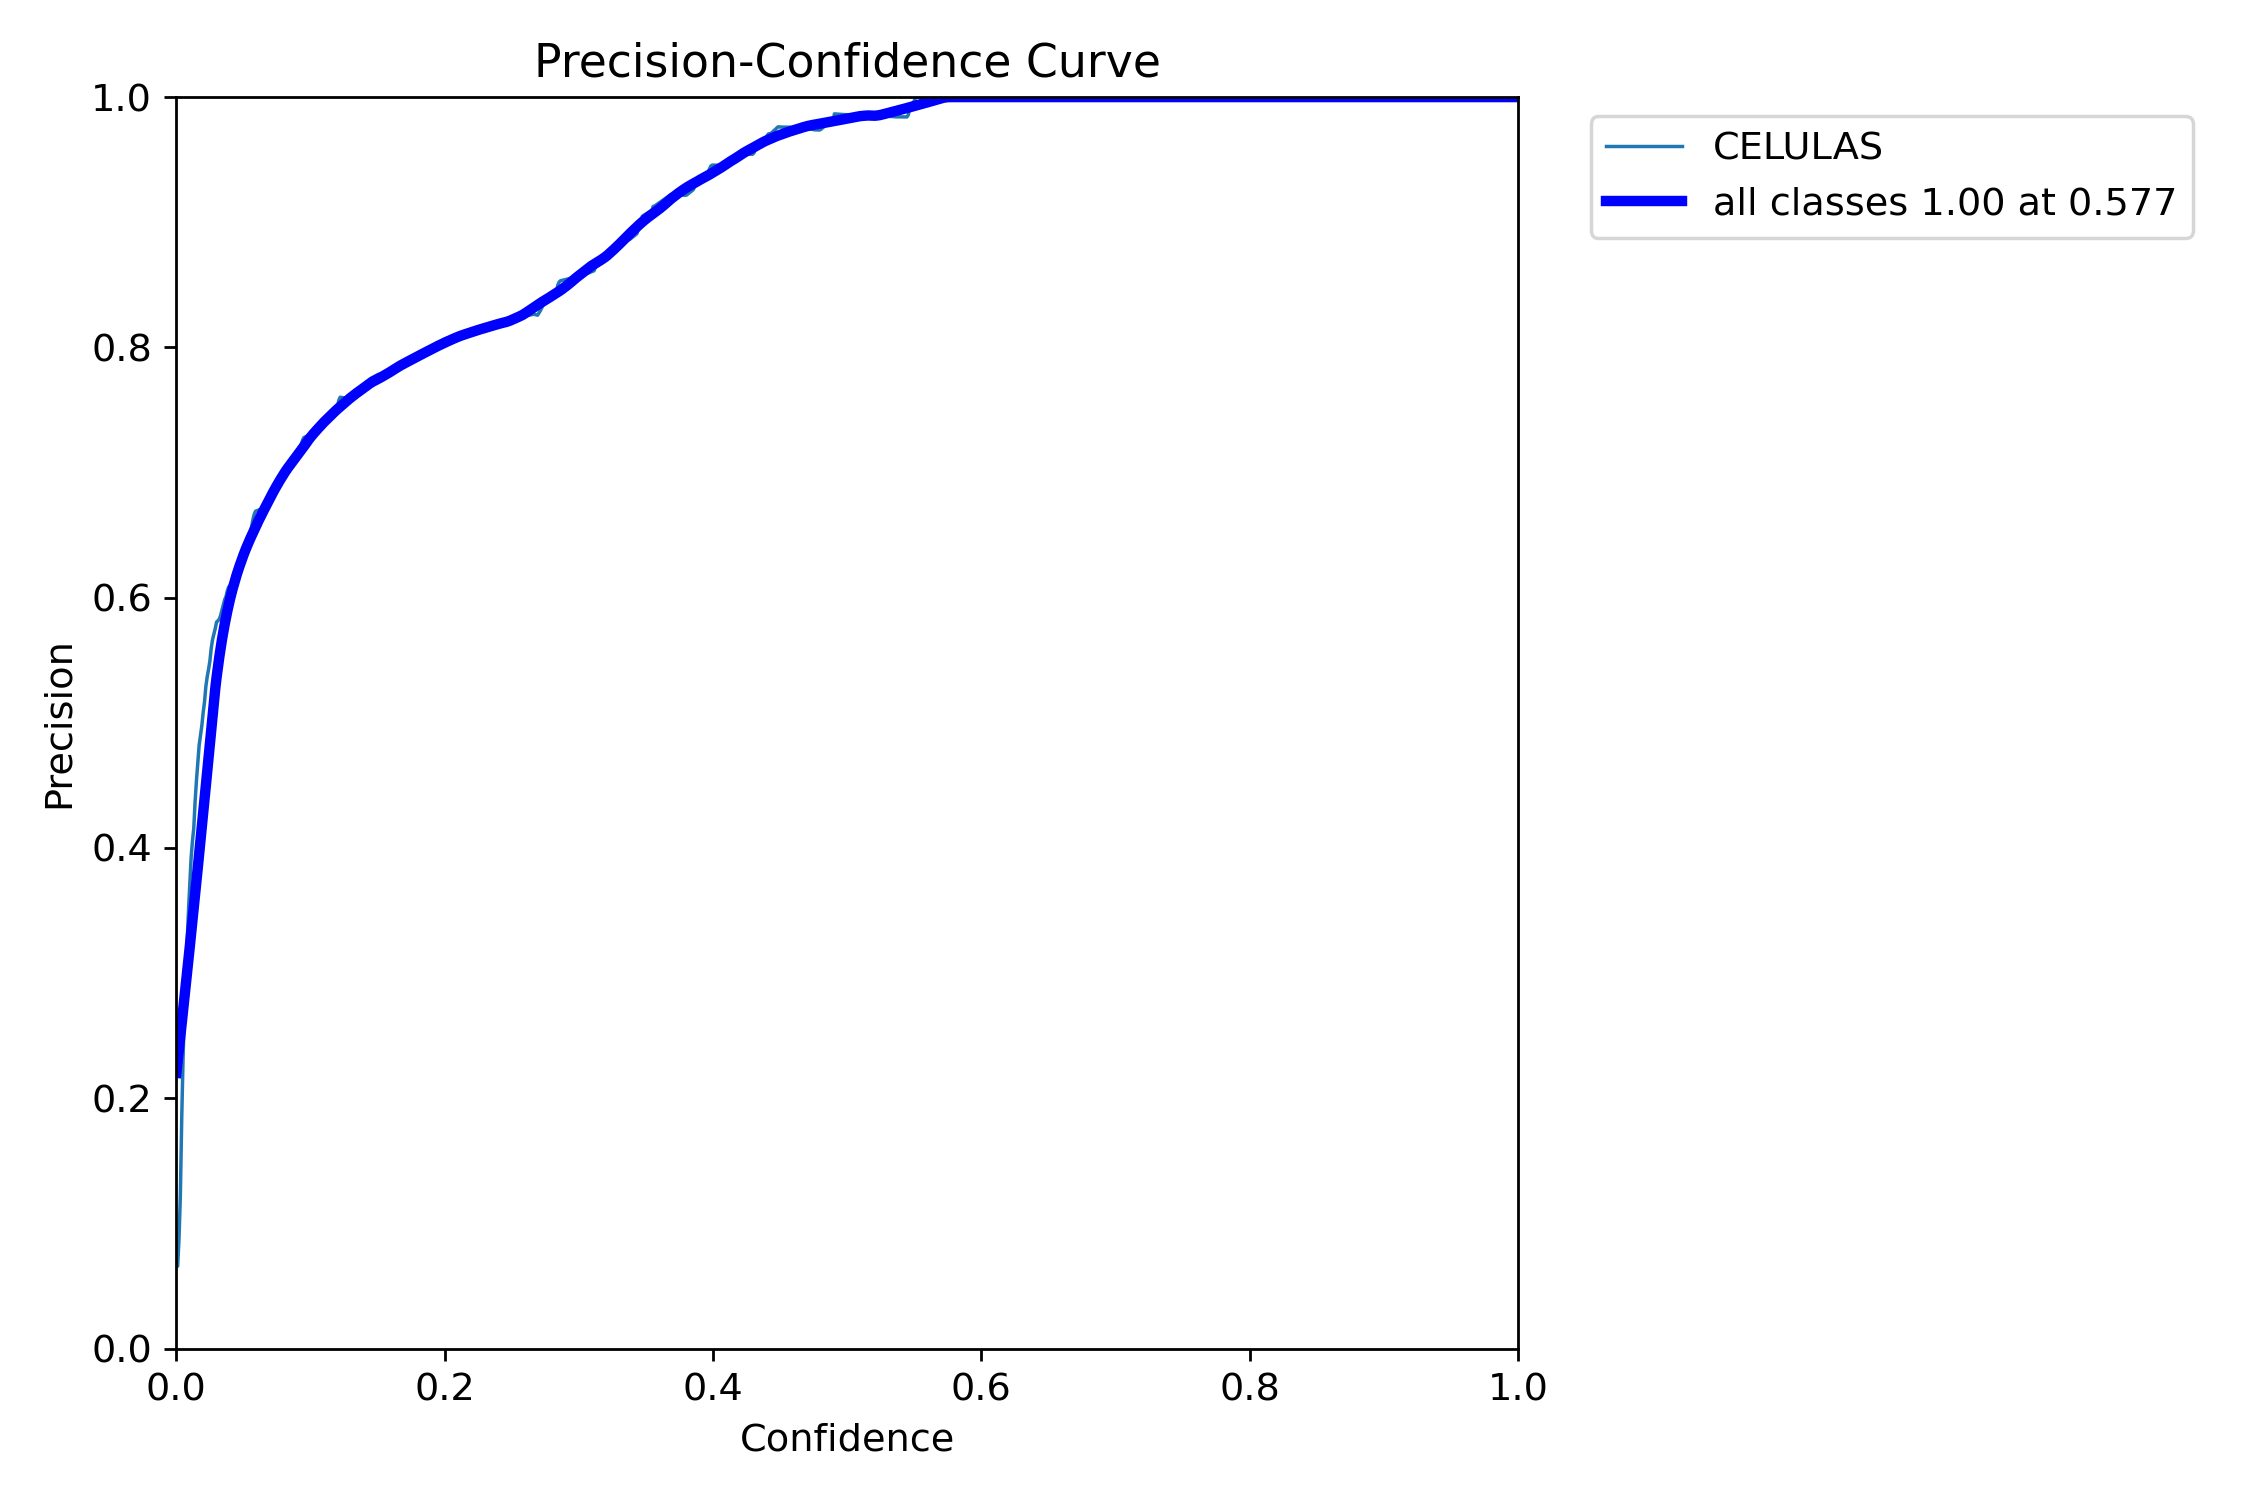 Precision-Confidence Curve
1.0
0.8
0.6
0.4
0.2
0.0
Precision
0.0 0.2 0.4 0.6 0.8 1.0
Confidence
CELULAS
all classes 1.00 at 0.577